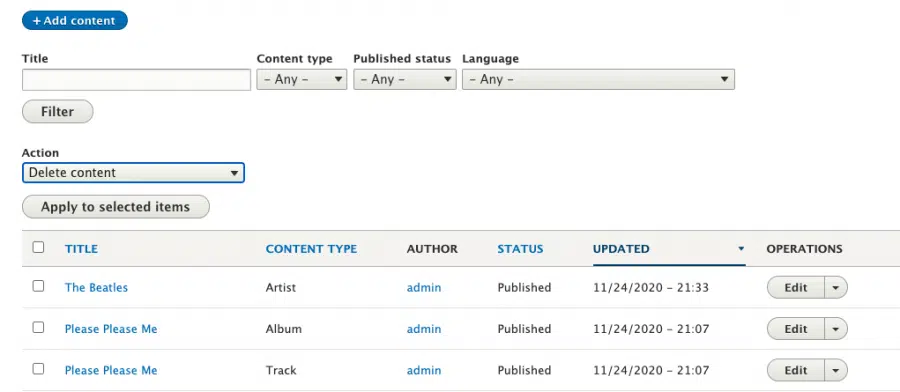 + Add content
Title Content type Published status Language
– Any – – Any – – Any –
Filter
Action
Delete content
Apply to selected items
TITLE CONTENT TYPE AUTHOR STATUS UPDATED OPERATIONS
The Beatles Artist admin Published 11/24/2020 – 21:33 Edit
Please Please Me Album admin Published 11/24/2020 – 21:07 Edit
Please Please Me Track admin Published 11/24/2020 – 21:07 Edit